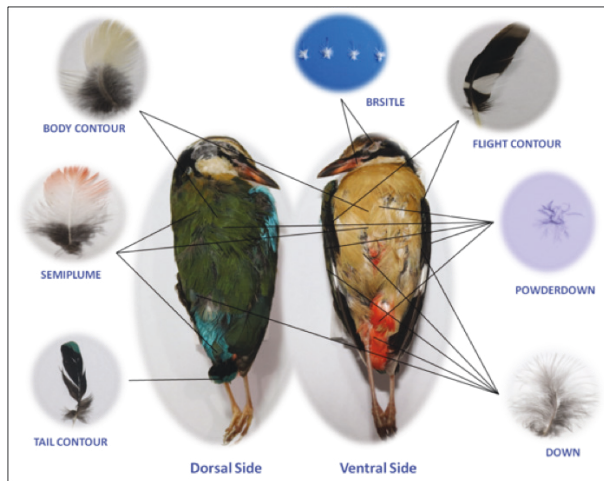 BRSITLE
BODY CONTOUR
FLIGHT CONTOUR
SEMIPLUME
POWDERDOWN
TAIL CONTOUR
DOWN
Dorsal Side
Ventral Side